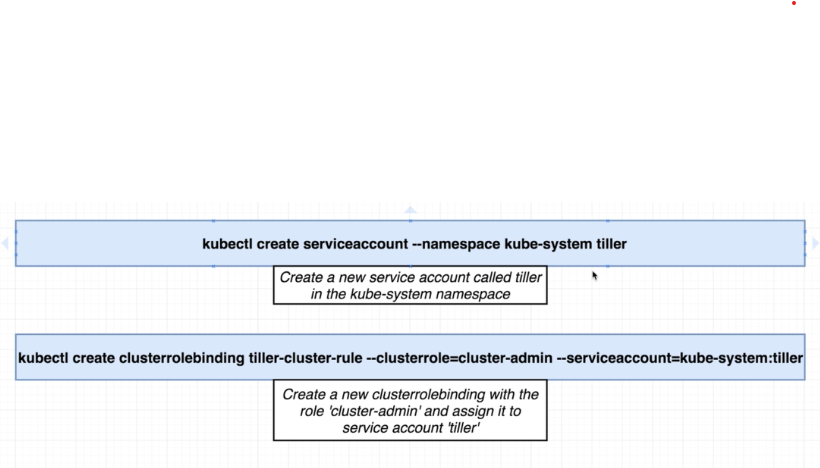 kubectl create serviceaccount --namespace kube-system tiller
Create a new service account called tiller
in the kube-system namespace
kubectl create clusterrolebinding tiller-cluster-rule --clusterrole=cluster-admin --serviceaccount=kube-system:tiller
Create a new clusterrolebinding with the
role 'cluster-admin' and assign it to
service account 'tiller'